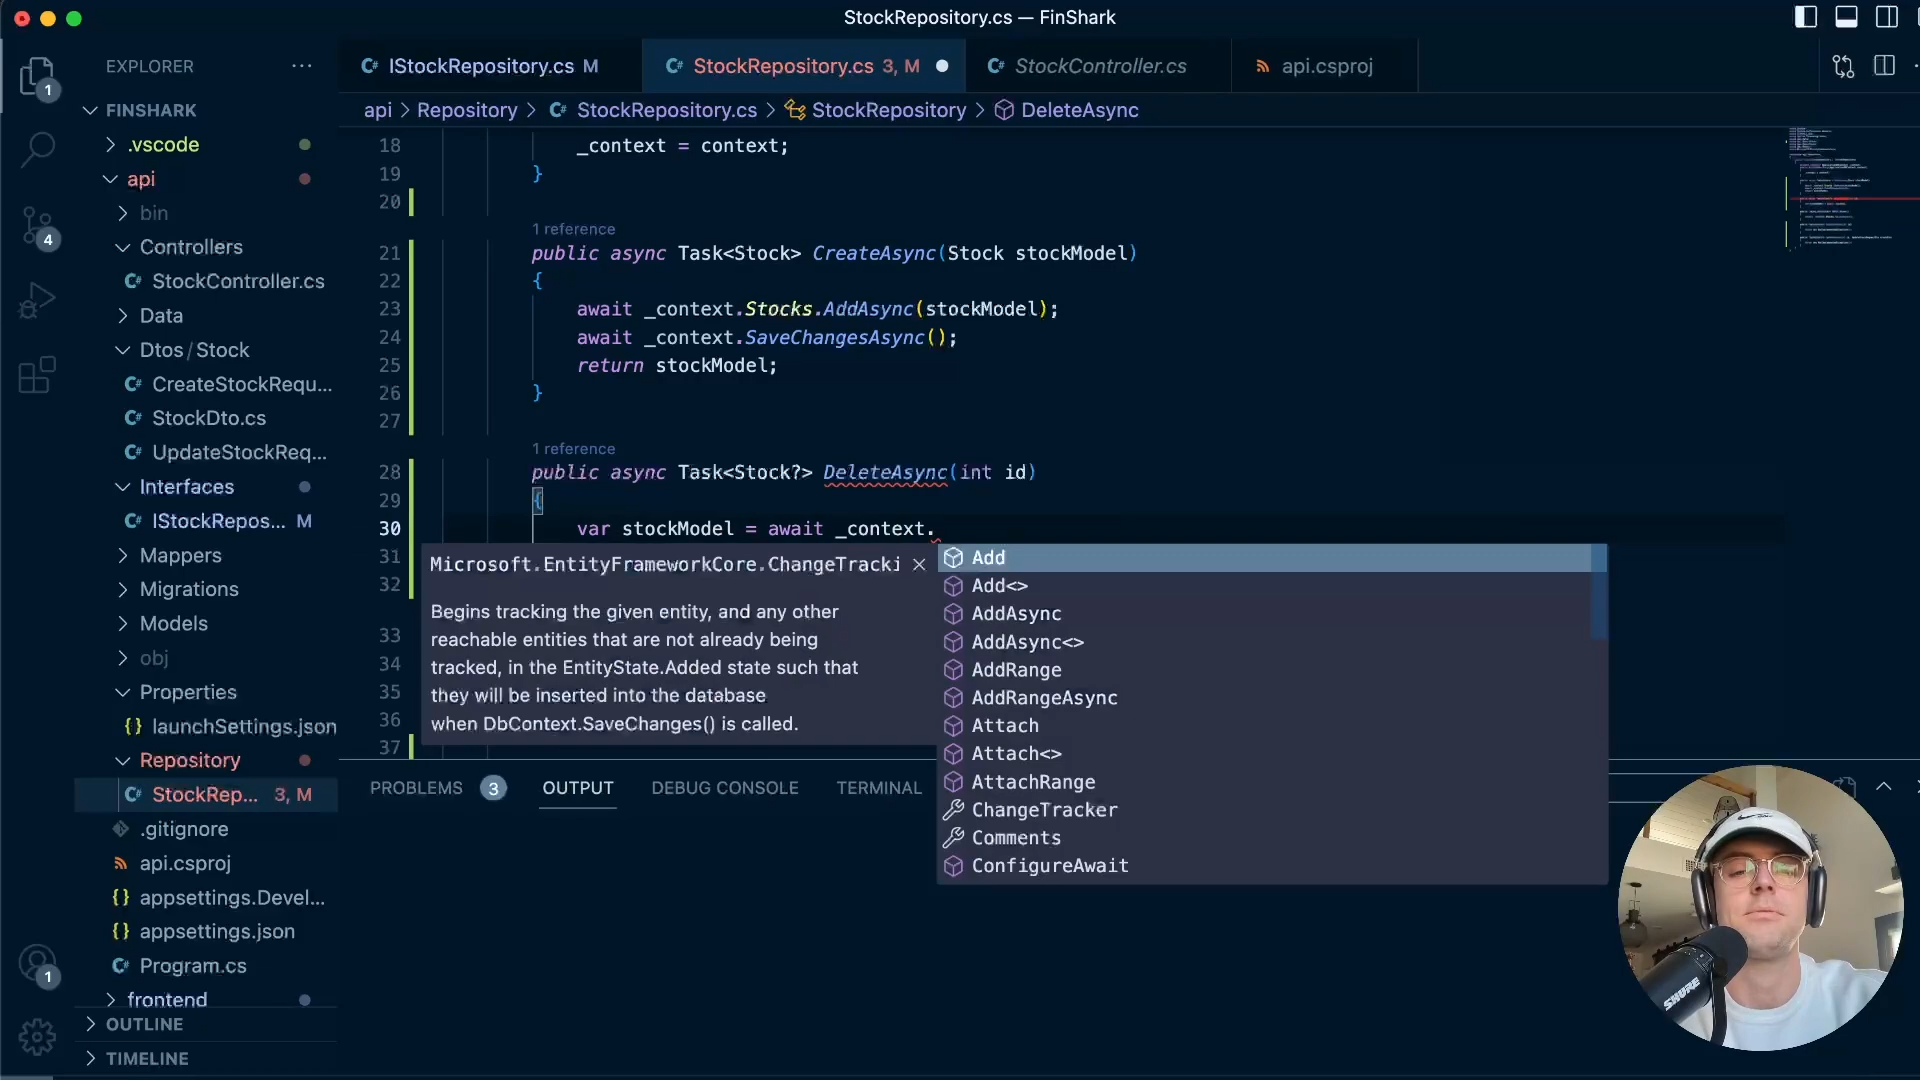 StockRepository.cs — FinShark
1
EXPLORER
IStockRepository.cs M
StockRepository.cs 3, M
StockController.cs
api.csproj
api > Repository > StockRepository.cs > StockRepository > DeleteAsync
FINSHARK
.vscode
api
bin
Controllers
StockController.cs
Data
Dtos / Stock
CreateStockRequ...
StockDto.cs
UpdateStockReq...
Interfaces
IStockRepos... M
Mappers
Migrations
Models
obj
Properties
launchSettings.json
Repository
StockRep... 3, M
.gitignore
api.csproj
appsettings.Devel...
appsettings.json
Program.cs
frontend
OUTLINE
TIMELINE
4
1
18 _context = context;
19 }
20
1 reference
21 public async Task<Stock> CreateAsync(Stock stockModel)
22 {
23 await _context.Stocks.AddAsync(stockModel);
24 await _context.SaveChangesAsync();
25 return stockModel;
26 }
27
1 reference
28 public async Task<Stock?> DeleteAsync(int id)
29 {
30 var stockModel = await _context.
31
32
33
34
35
36
37
Microsoft.EntityFrameworkCore.ChangeTracki
Begins tracking the given entity, and any other
reachable entities that are not already being
tracked, in the EntityState.Added state such that
they will be inserted into the database
when DbContext.SaveChanges() is called.
Add
Add<>
AddAsync
AddAsync<>
AddRange
AddRangeAsync
Attach
Attach<>
AttachRange
ChangeTracker
Comments
ConfigureAwait
PROBLEMS 3 OUTPUT DEBUG CONSOLE TERMINAL
SHURE